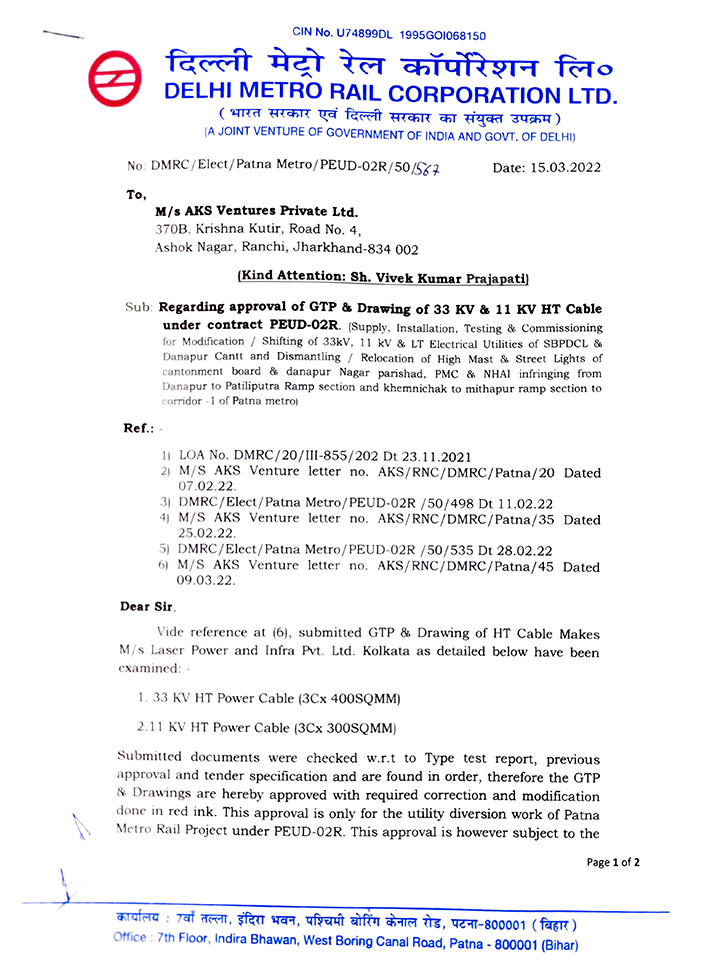 CIN No. U74899DL 1995GOI068150
दिल्ली मेट्रो रेल कॉर्पोरेशन लि०
DELHI METRO RAIL CORPORATION LTD.
( भारत सरकार एवं दिल्ली सरकार का संयुक्त उपक्रम )
(A JOINT VENTURE OF GOVERNMENT OF INDIA AND GOVT. OF DELHI)
No: DMRC/Elect/Patna Metro/PEUD-02R/50/567 Date: 15.03.2022
To,
M/s AKS Ventures Private Ltd.
370B, Krishna Kutir, Road No. 4,
Ashok Nagar, Ranchi, Jharkhand-834 002
(Kind Attention: Sh. Vivek Kumar Prajapati)
Sub: Regarding approval of GTP & Drawing of 33 KV & 11 KV HT Cable
under contract PEUD-02R. (Supply, Installation, Testing & Commissioning
for Modification / Shifting of 33kV, 11 kV & LT Electrical Utilities of SBPDCL &
Danapur Cantt and Dismantling / Relocation of High Mast & Street Lights of
cantonment board & danapur Nagar parishad, PMC & NHAI infringing from
Danapur to Patiliputra Ramp section and khemnichak to mithapur ramp section to
corridor -1 of Patna metro)
Ref.: -
1) LOA No. DMRC/20/III-855/202 Dt 23.11.2021
2) M/S AKS Venture letter no. AKS/RNC/DMRC/Patna/20 Dated
07.02.22.
3) DMRC/Elect/Patna Metro/PEUD-02R /50/498 Dt 11.02.22
4) M/S AKS Venture letter no. AKS/RNC/DMRC/Patna/35 Dated
25.02.22.
5) DMRC/Elect/Patna Metro/PEUD-02R /50/535 Dt 28.02.22
6) M/S AKS Venture letter no. AKS/RNC/DMRC/Patna/45 Dated
09.03.22.
Dear Sir,
Vide reference at (6), submitted GTP & Drawing of HT Cable Makes
M/s Laser Power and Infra Pvt. Ltd. Kolkata as detailed below have been
examined: -
1. 33 KV HT Power Cable (3Cx 400SQMM)
2.11 KV HT Power Cable (3Cx 300SQMM)
Submitted documents were checked w.r.t to Type test report, previous
approval and tender specification and are found in order, therefore the GTP
& Drawings are hereby approved with required correction and modification
done in red ink. This approval is only for the utility diversion work of Patna
Metro Rail Project under PEUD-02R. This approval is however subject to the
Page 1 of 2
कार्यालय : 7वाँ तल्ला, इंदिरा भवन, पश्चिमी बोरिंग केनाल रोड, पटना-800001 ( बिहार )
Office : 7th Floor, Indira Bhawan, West Boring Canal Road, Patna - 800001 (Bihar)